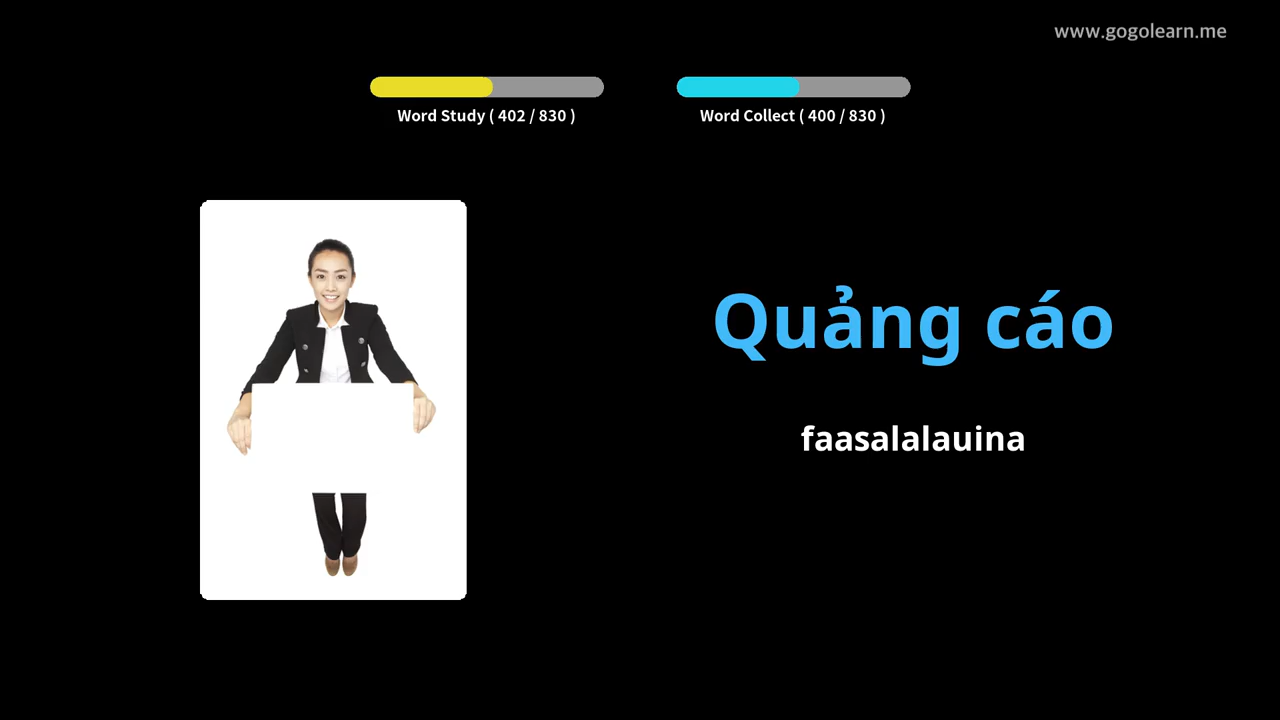 www.gogolearn.me
Word Study ( 402 / 830 )
Word Collect ( 400 / 830 )
Quảng cáo
faasalalauina